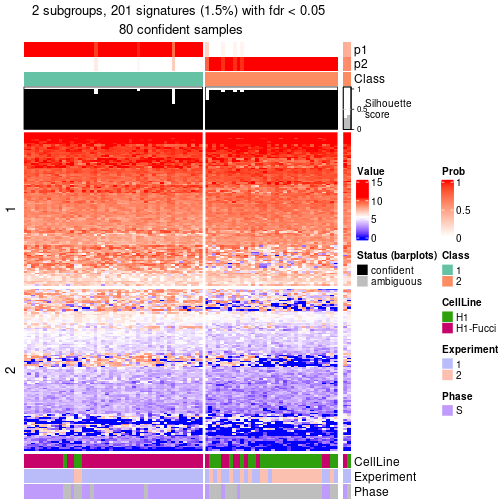 2 subgroups, 201 signatures (1.5%) with fdr < 0.05
80 confident samples
p1
p2
Class
1
0.5
0
Silhouette
score
1
2
Value
15
10
5
0
Prob
1
0.5
0
Status (barplots)
confident
ambiguous
Class
1
2
CellLine
H1
H1-Fucci
Experiment
1
2
Phase
S
CellLine
Experiment
Phase